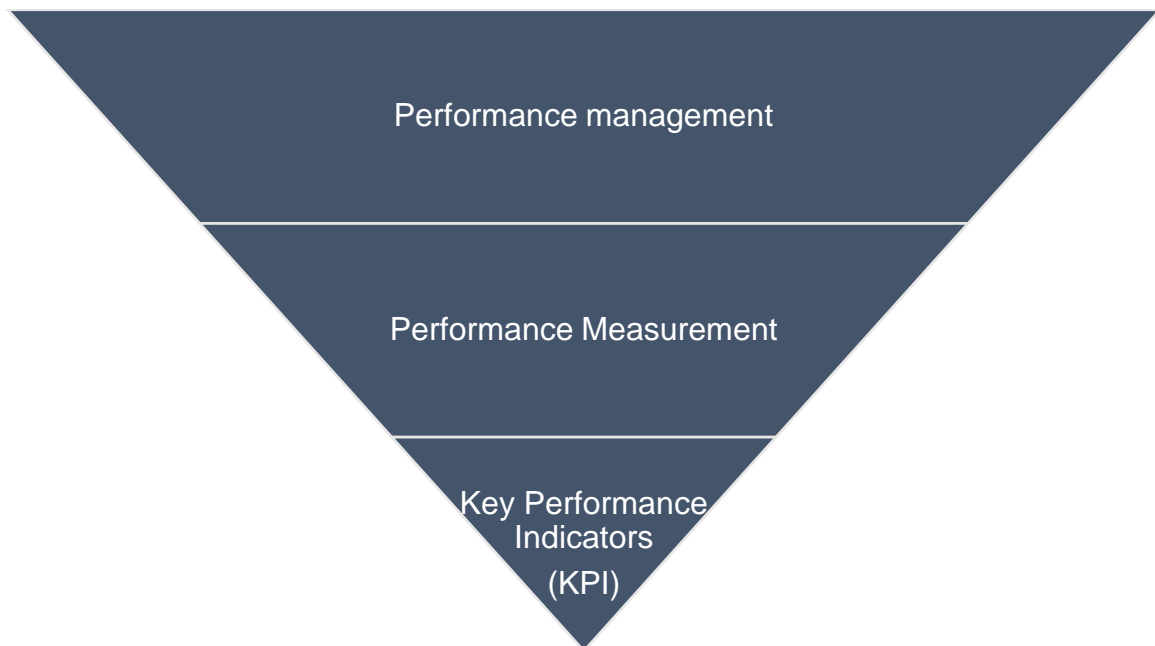 Performance management
Performance Measurement
Key Performance
Indicators
(KPI)